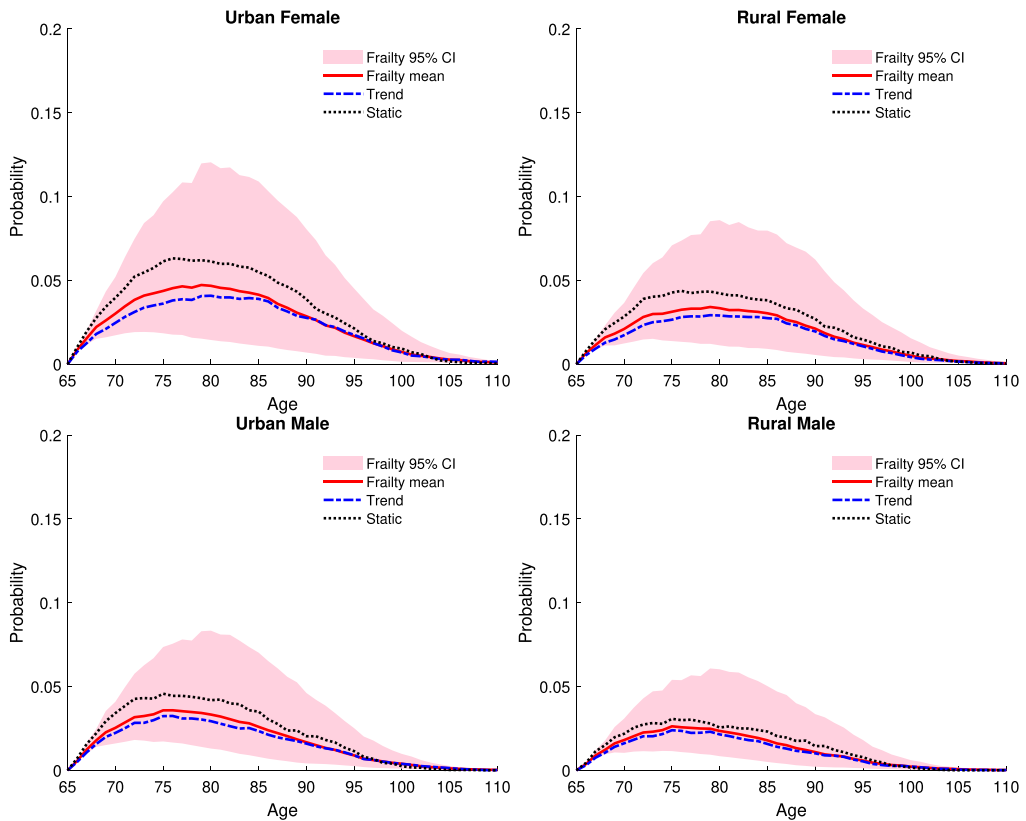 Urban Female
0.2
0.15
0.1
0.05
0
Probability
Frailty 95% CI
Frailty mean
Trend
Static
65 70 75 80 85 90 95 100 105 110
Age
Rural Female
0.2
0.15
0.1
0.05
0
Probability
Frailty 95% CI
Frailty mean
Trend
Static
65 70 75 80 85 90 95 100 105 110
Age
Urban Male
0.2
0.15
0.1
0.05
0
Probability
Frailty 95% CI
Frailty mean
Trend
Static
65 70 75 80 85 90 95 100 105 110
Age
Rural Male
0.2
0.15
0.1
0.05
0
Probability
Frailty 95% CI
Frailty mean
Trend
Static
65 70 75 80 85 90 95 100 105 110
Age